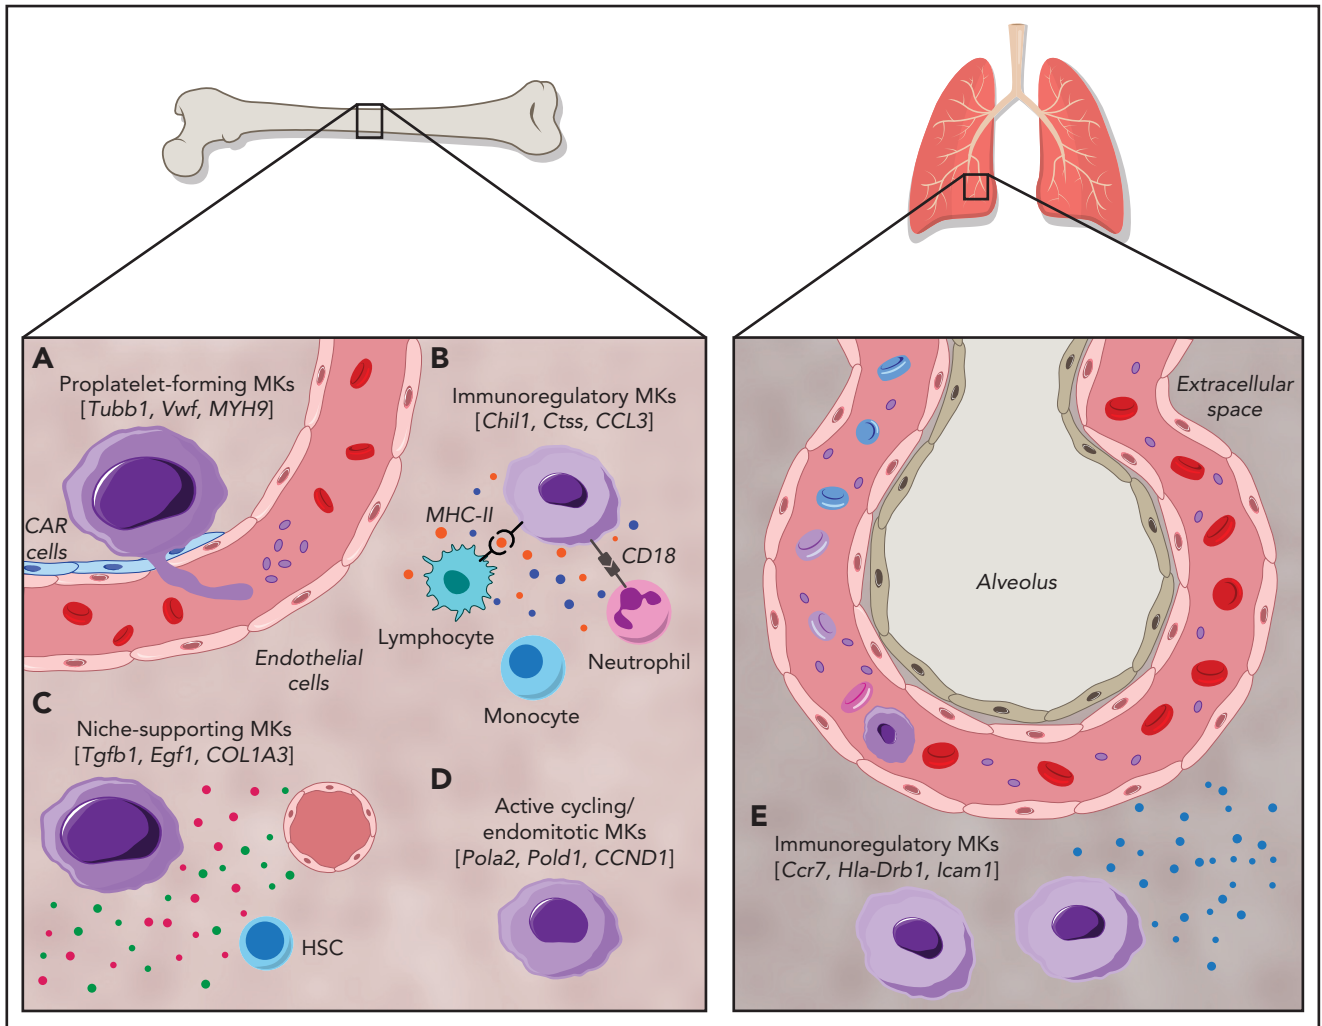 A
Proplatelet-forming MKs
[Tubb1, Vwf, MYH9]
CAR
cells
Endothelial
cells
B
Immunoregulatory MKs
[Chil1, Ctss, CCL3]
MHC-II
CD18
Lymphocyte
Neutrophil
Monocyte
C
Niche-supporting MKs
[Tgfb1, Egf1, COL1A3]
HSC
D
Active cycling/
endomitotic MKs
[Pola2, Pold1, CCND1]
Extracellular
space
Alveolus
E
Immunoregulatory MKs
[Ccr7, Hla-Drb1, Icam1]